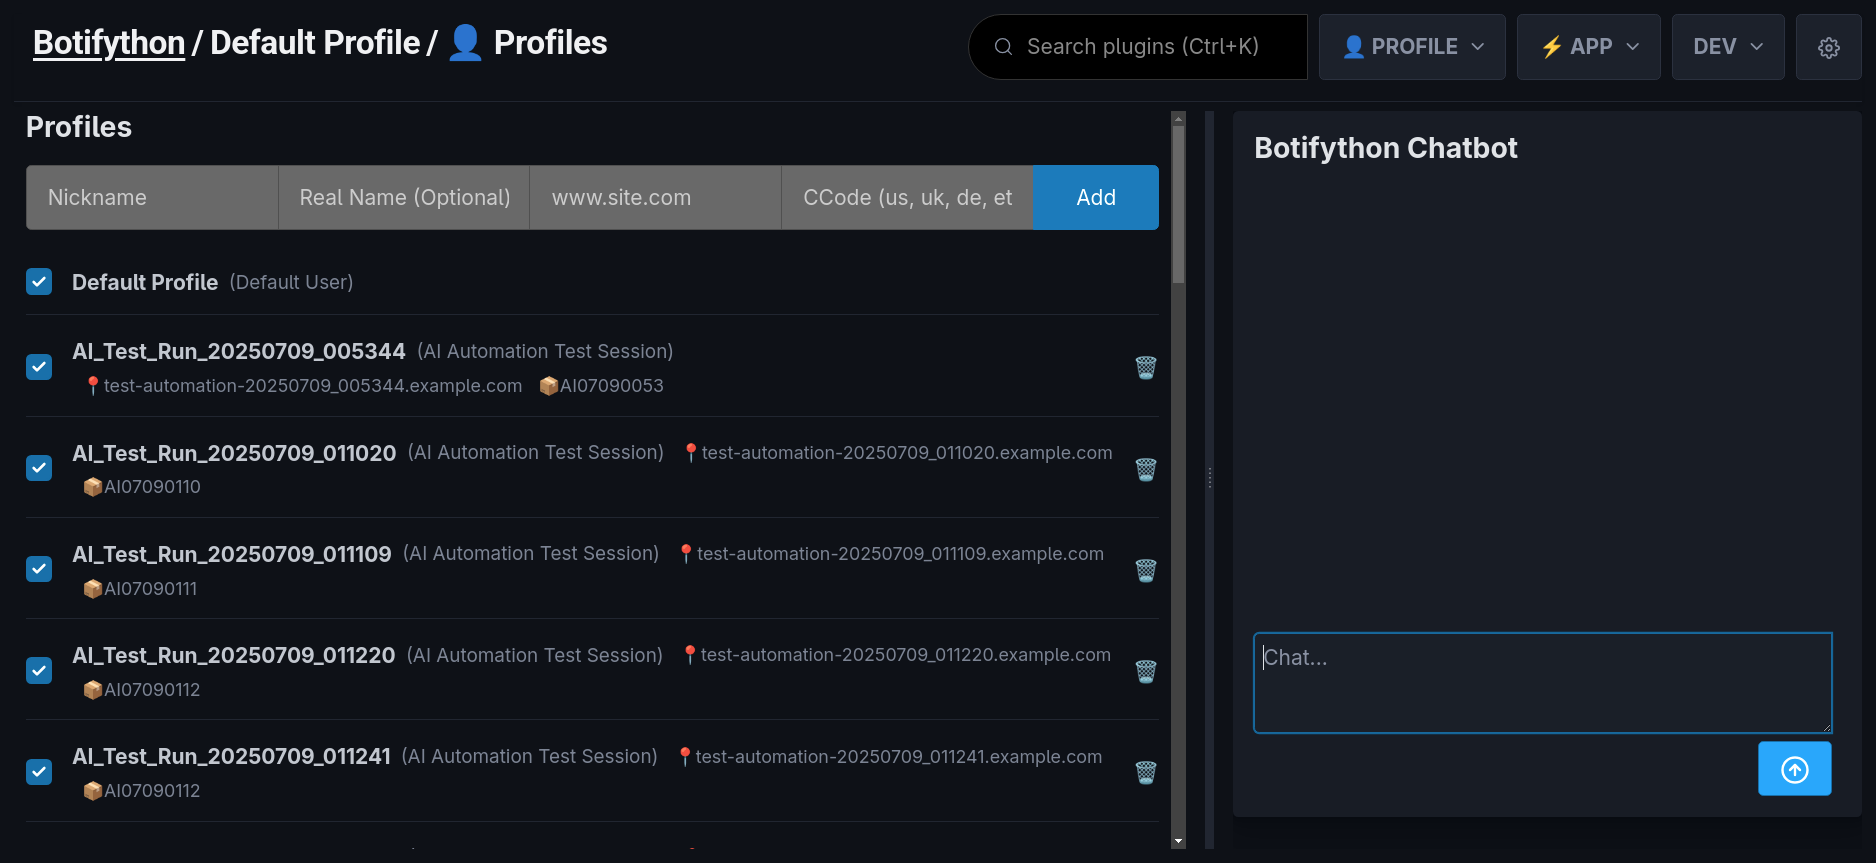 Botifython / Default Profile / 👤 Profiles
Search plugins (Ctrl+K)
👤 PROFILE
⚡ APP
DEV
Profiles
Nickname
Real Name (Optional)
www.site.com
CCode (us, uk, de, et
Add
Default Profile (Default User)
AI_Test_Run_20250709_005344 (AI Automation Test Session)
📍test-automation-20250709_005344.example.com 📦AI07090053
AI_Test_Run_20250709_011020 (AI Automation Test Session) 📍test-automation-20250709_011020.example.com
📦AI07090110
AI_Test_Run_20250709_011109 (AI Automation Test Session) 📍test-automation-20250709_011109.example.com
📦AI07090111
AI_Test_Run_20250709_011220 (AI Automation Test Session) 📍test-automation-20250709_011220.example.com
📦AI07090112
AI_Test_Run_20250709_011241 (AI Automation Test Session) 📍test-automation-20250709_011241.example.com
📦AI07090112
Botifython Chatbot
Chat...